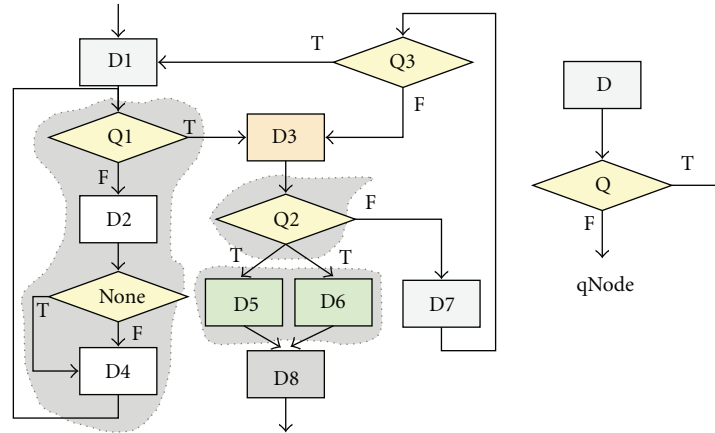 D1
T
Q3
F
Q1
T
D3
F
D2
Q2
F
None
T
T
T
F
D5
D6
D7
D4
D8
D
Q
T
F
qNode